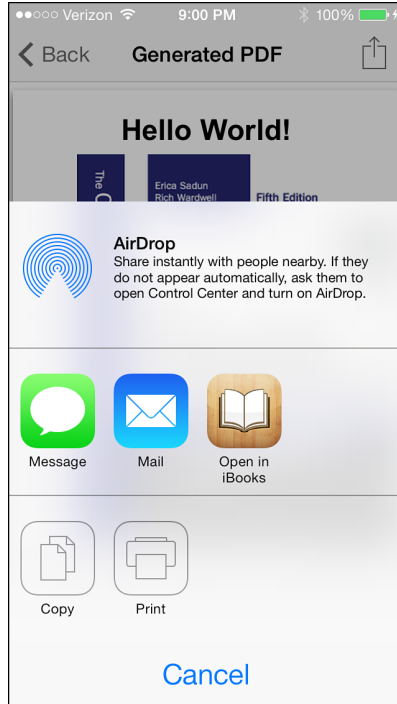 Verizon 9:00 PM 100%
Back Generated PDF
Hello World!
The
Erica Sadun
Rich Wardwell
Fifth Edition
AirDrop
Share instantly with people nearby. If they
do not appear automatically, ask them to
open Control Center and turn on AirDrop.
Message Mail Open in
iBooks
Copy Print
Cancel